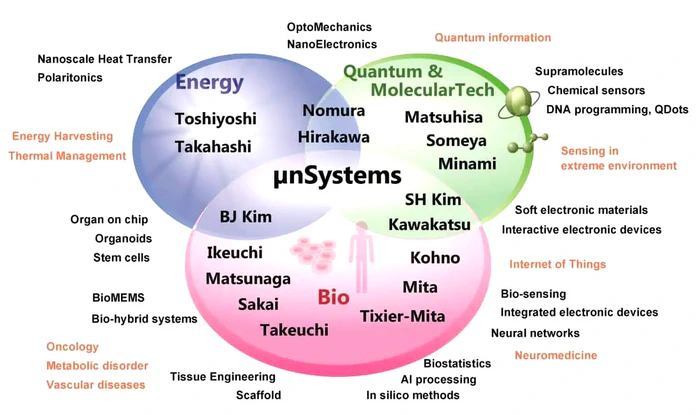 OptoMechanics
NanoElectronics
Quantum information
Nanoscale Heat Transfer
Polaritonics
Energy
Quantum &
MolecularTech
Supramolecules
Chemical sensors
DNA programming, QDots
Toshiyoshi
Takahashi
Nomura
Hirakawa
Matsuhisa
Someya
Minami
Energy Harvesting
Thermal Management
Sensing in
extreme environment
µnSystems
BJ Kim
SH Kim
Kawakatsu
Organ on chip
Organoids
Stem cells
Soft electronic materials
Interactive electronic devices
Ikeuchi
Matsunaga
Sakai
Takeuchi
Bio
Kohno
Mita
Tixier-Mita
Internet of Things
BioMEMS
Bio-hybrid systems
Bio-sensing
Integrated electronic devices
Neural networks
Oncology
Metabolic disorder
Vascular diseases
Neuromedicine
Tissue Engineering
Scaffold
Biostatistics
AI processing
In silico methods